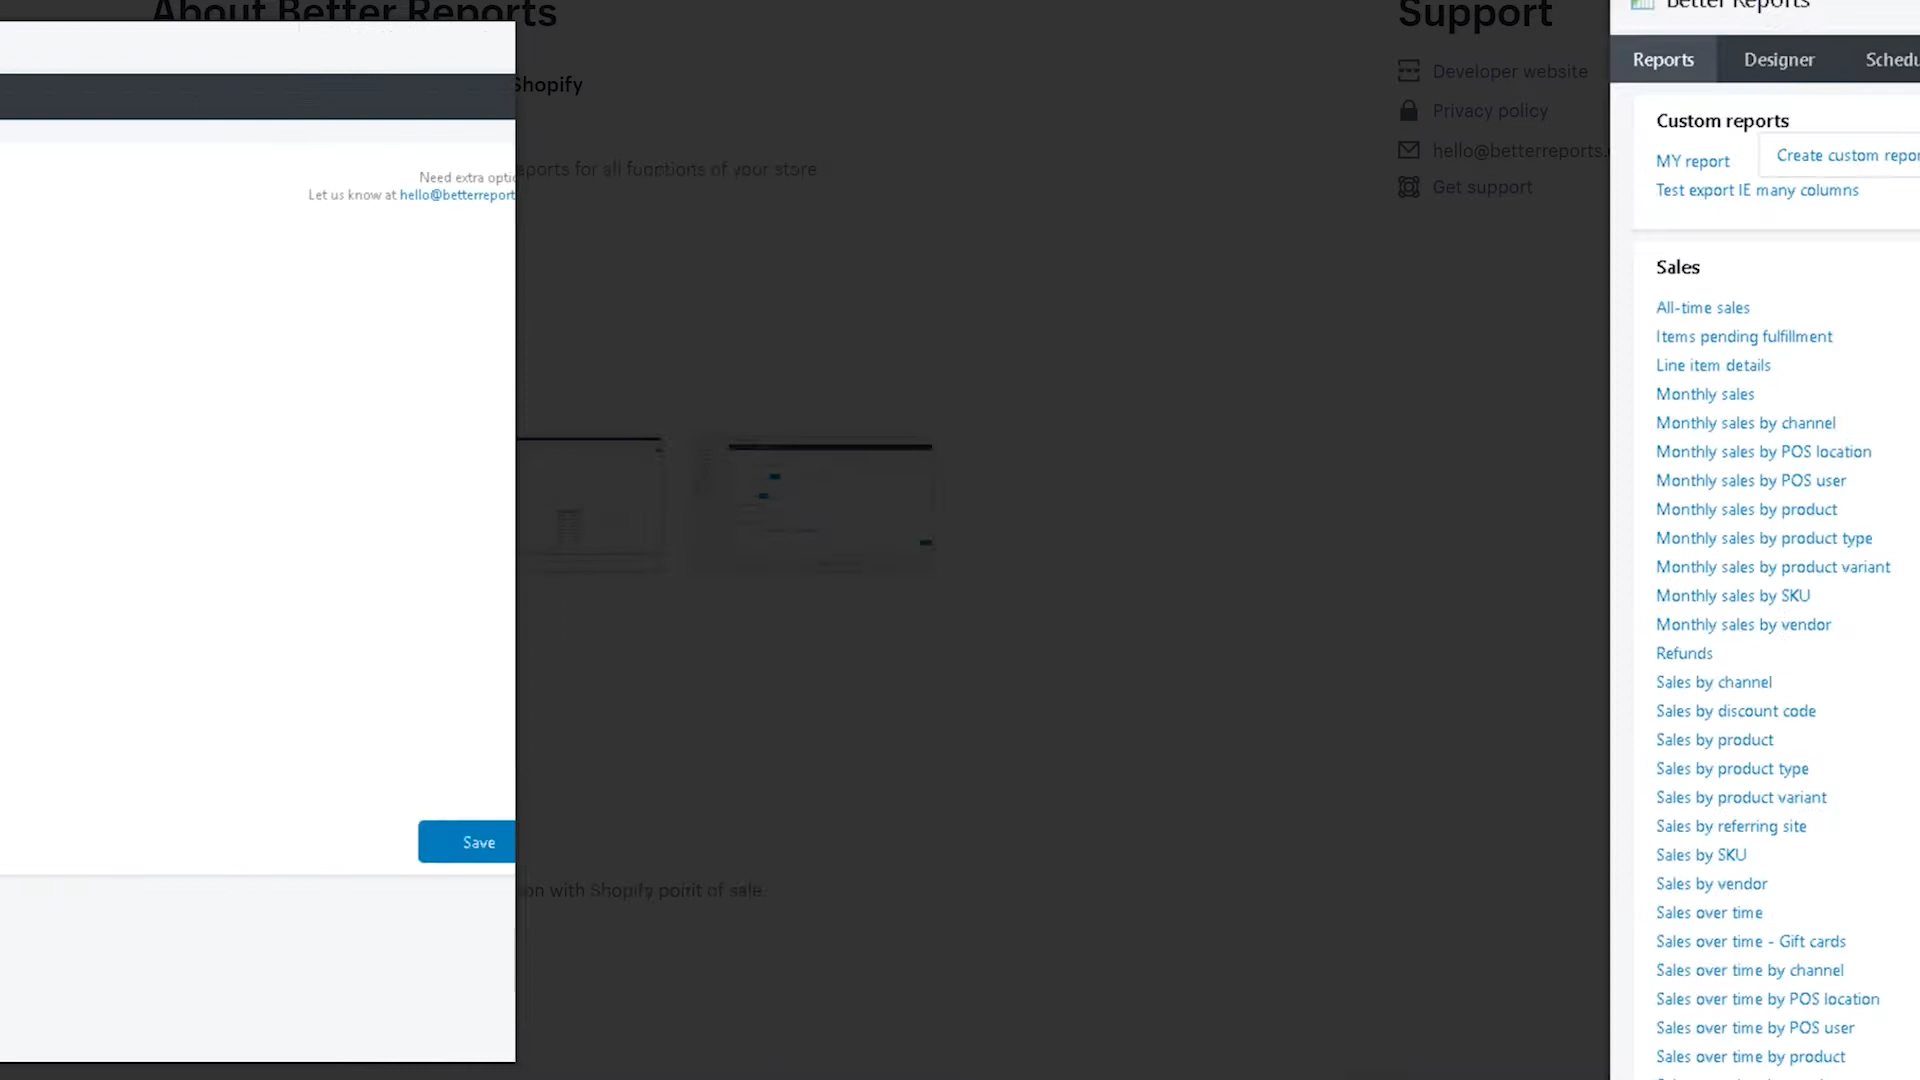 About Better Reports
Shopify
ports for all functions of your store
on with Shopify point of sale.
Need extra optio
Let us know at hello@betterreport
Save
Support
Developer website
Privacy policy
hello@betterreports.
Get support
Better Reports
Reports
Designer
Schedu
Custom reports
MY report
Create custom repor
Test export IE many columns
Sales
All-time sales
Items pending fulfillment
Line item details
Monthly sales
Monthly sales by channel
Monthly sales by POS location
Monthly sales by POS user
Monthly sales by product
Monthly sales by product type
Monthly sales by product variant
Monthly sales by SKU
Monthly sales by vendor
Refunds
Sales by channel
Sales by discount code
Sales by product
Sales by product type
Sales by product variant
Sales by referring site
Sales by SKU
Sales by vendor
Sales over time
Sales over time - Gift cards
Sales over time by channel
Sales over time by POS location
Sales over time by POS user
Sales over time by product